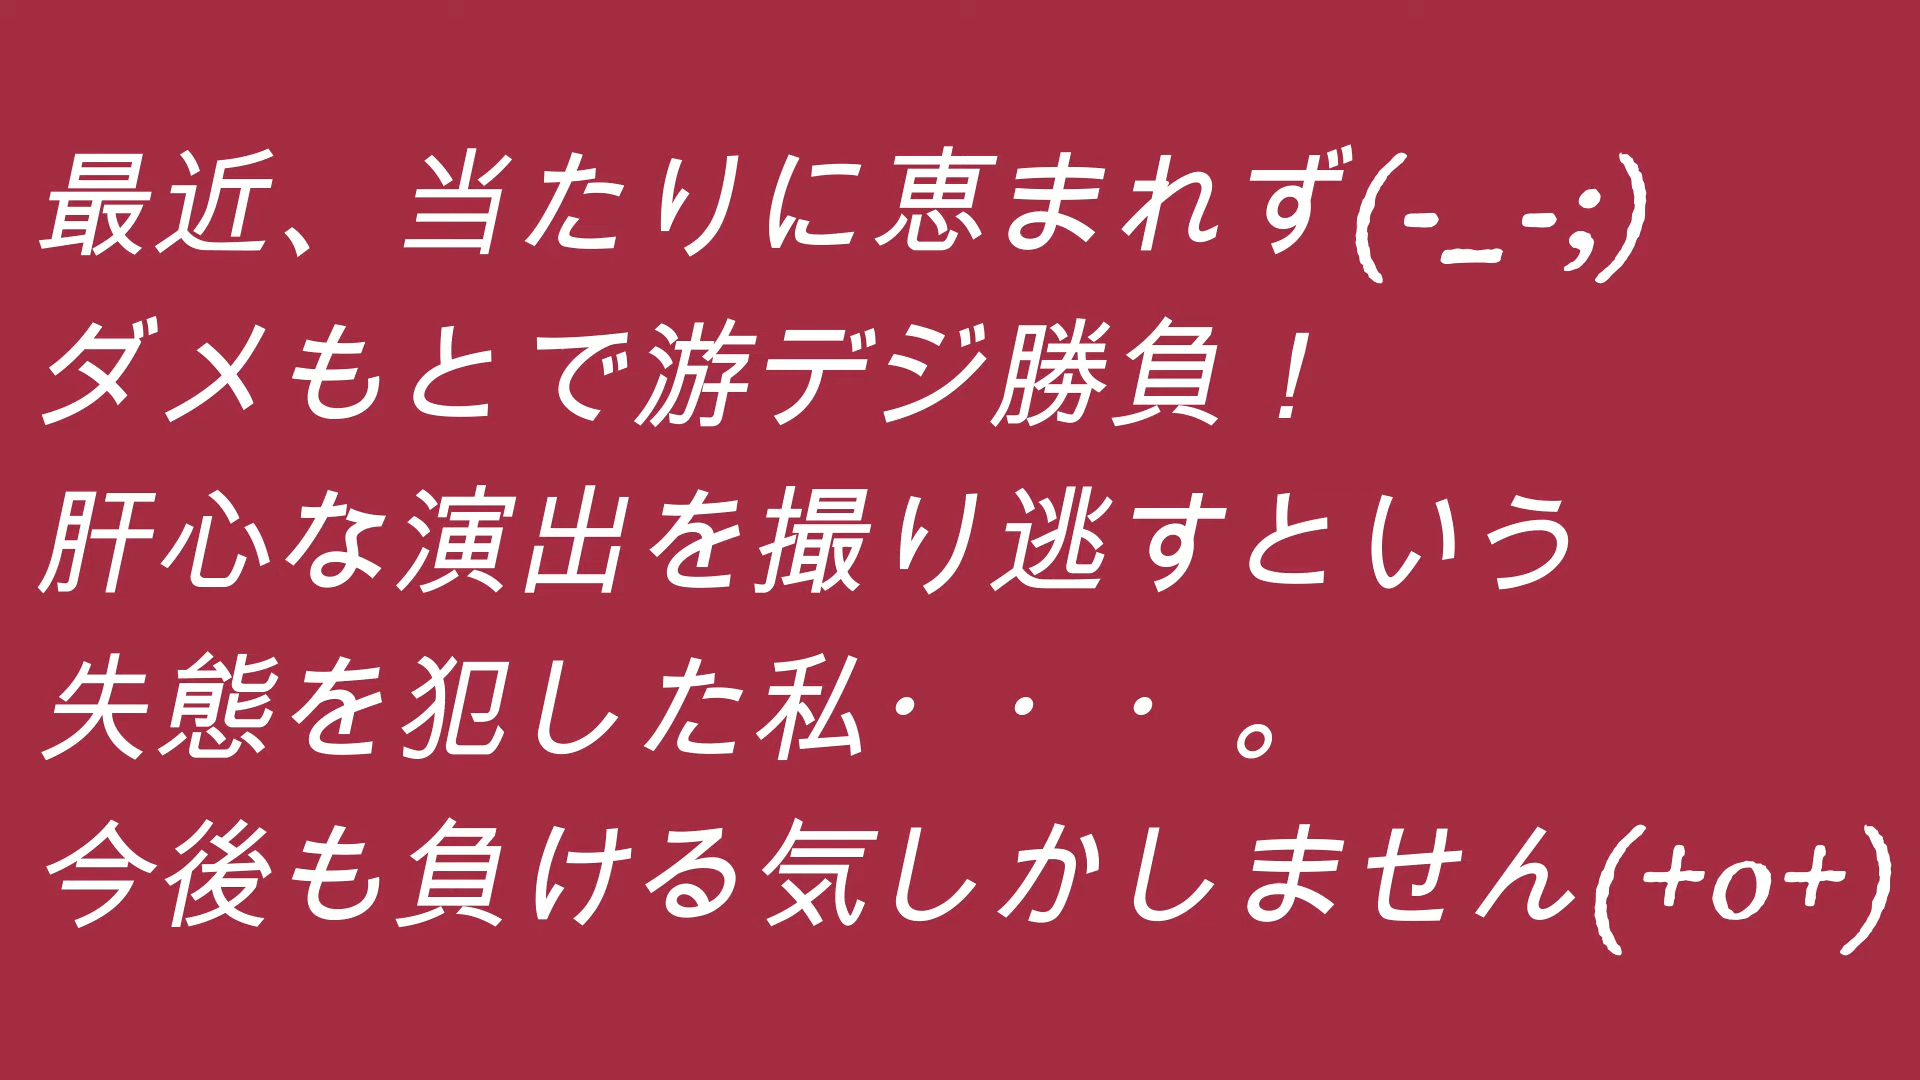 最近、当たりに恵まれず(-_-;)
ダメもとで游デジ勝負！
肝心な演出を撮り逃すという
失態を犯した私・・・。
今後も負ける気しかしません(+o+)